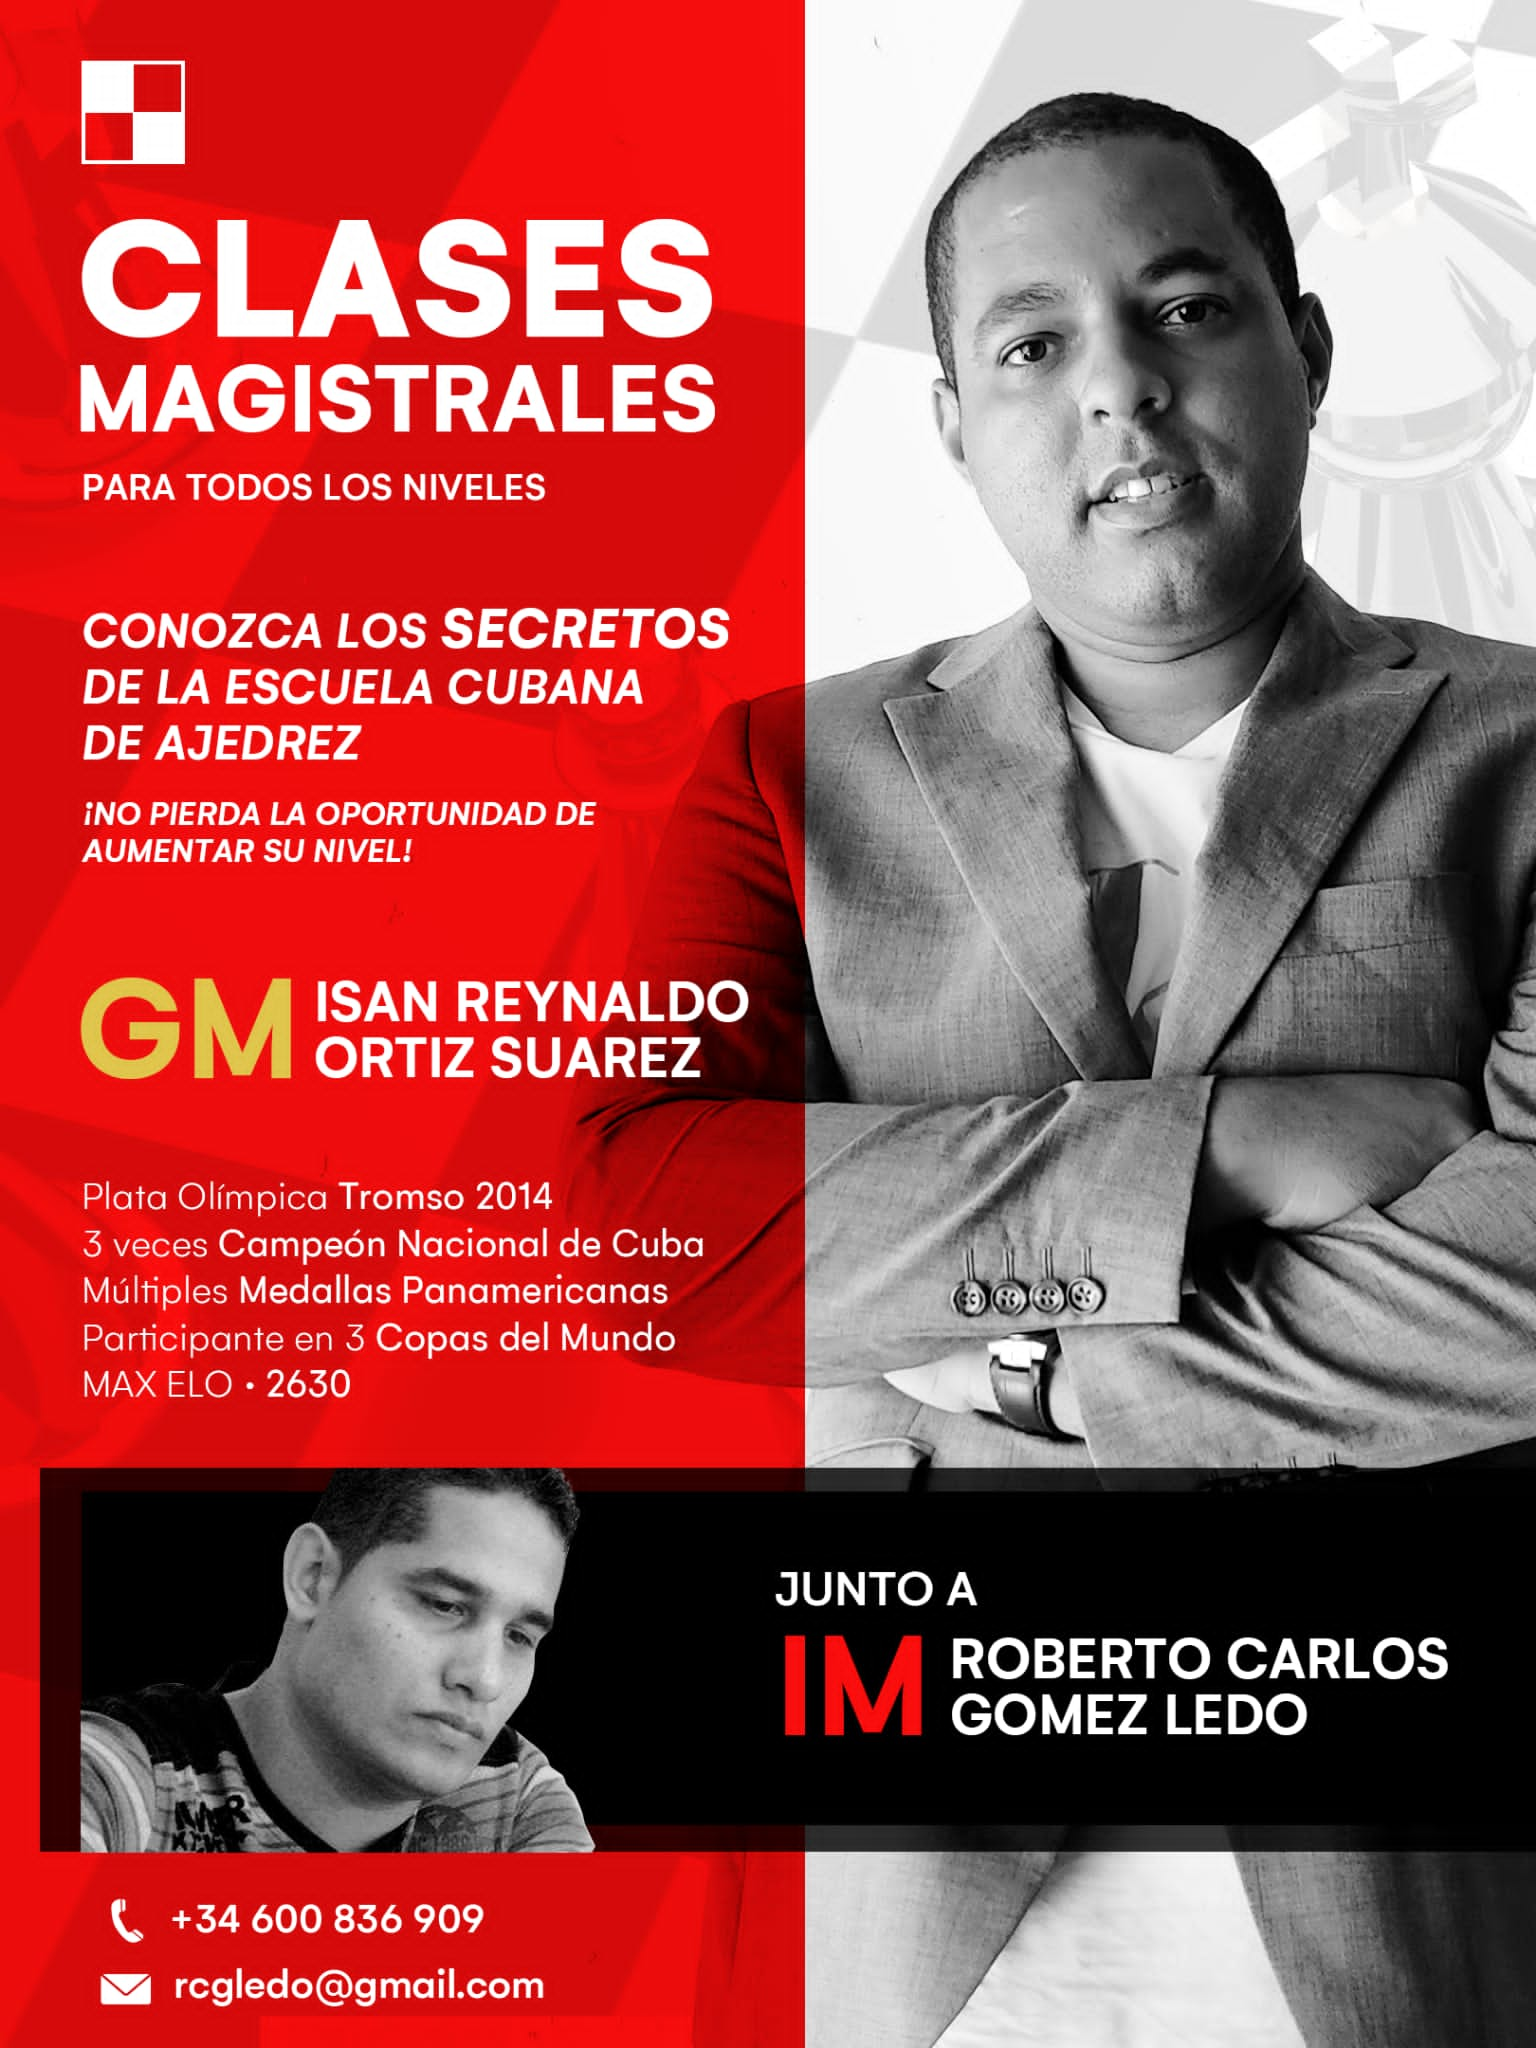 CLASES
MAGISTRALES
PARA TODOS LOS NIVELES
CONOZCA LOS SECRETOS
DE LA ESCUELA CUBANA
DE AJEDREZ
¡NO PIERDA LA OPORTUNIDAD DE
AUMENTAR SU NIVEL!
GM ISAN REYNALDO
ORTIZ SUAREZ
Plata Olímpica Tromso 2014
3 veces Campeón Nacional de Cuba
Múltiples Medallas Panamericanas
Participante en 3 Copas del Mundo
MAX ELO • 2630
JUNTO A
IM ROBERTO CARLOS
GOMEZ LEDO
+34 600 836 909
rcgledo@gmail.com